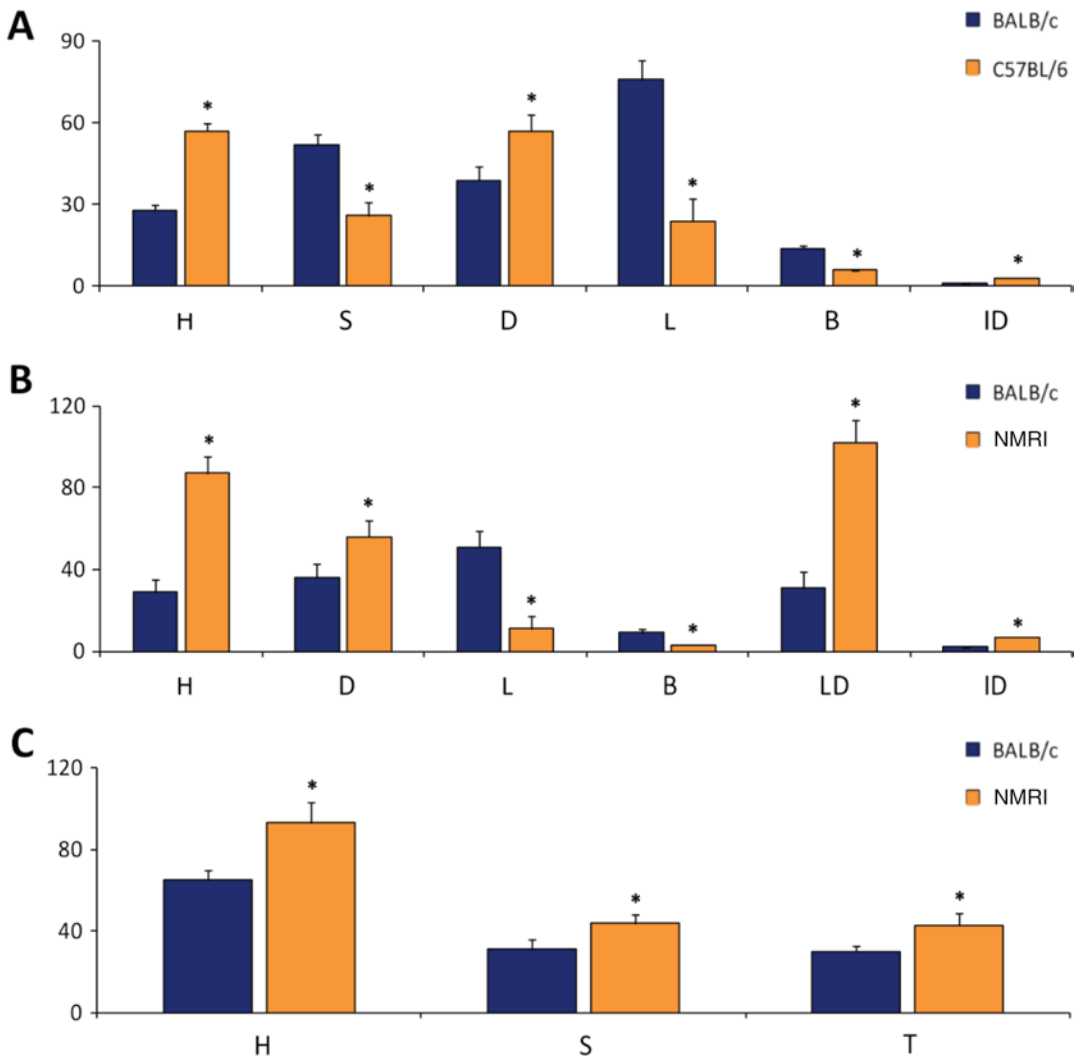 A
BALB/c
C57BL/6
90
60
30
0
* * * * * *
H S D L B ID
B
BALB/c
NMRI
120
80
40
0
* * * * * *
H D L B LD ID
C
BALB/c
NMRI
120
80
40
0
* * *
H S T